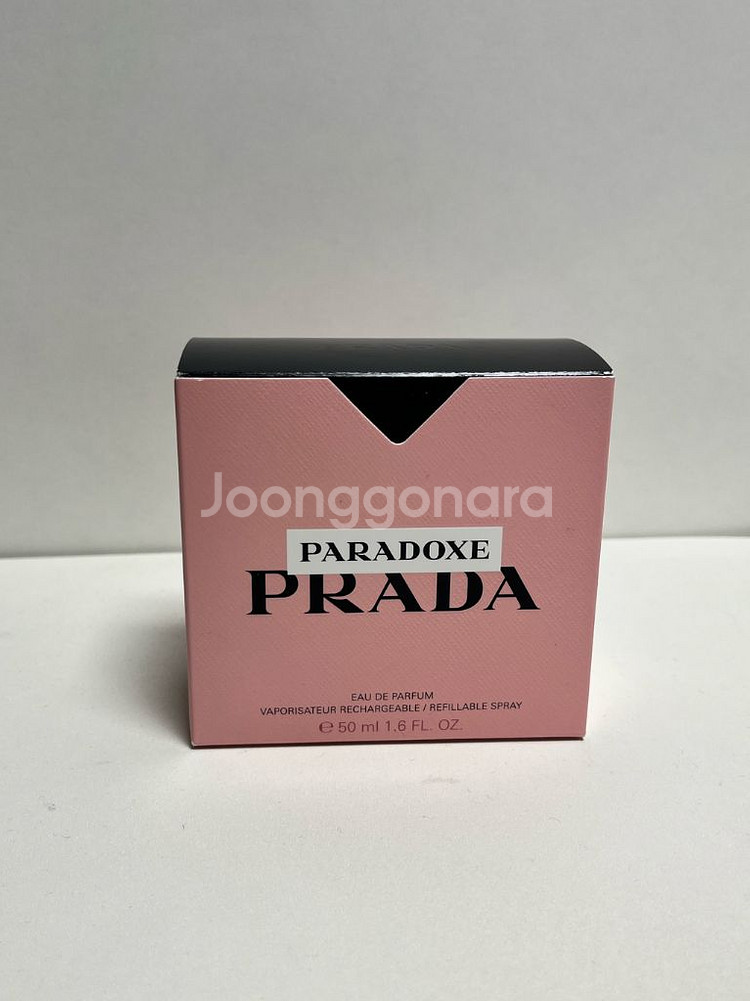 Joonggonara
PARADOXE
PRADA
EAU DE PARFUM
VAPORISATEUR RECHARGEABLE / REFILLABLE SPRAY
℮ 50 ml 1.6 FL. OZ.